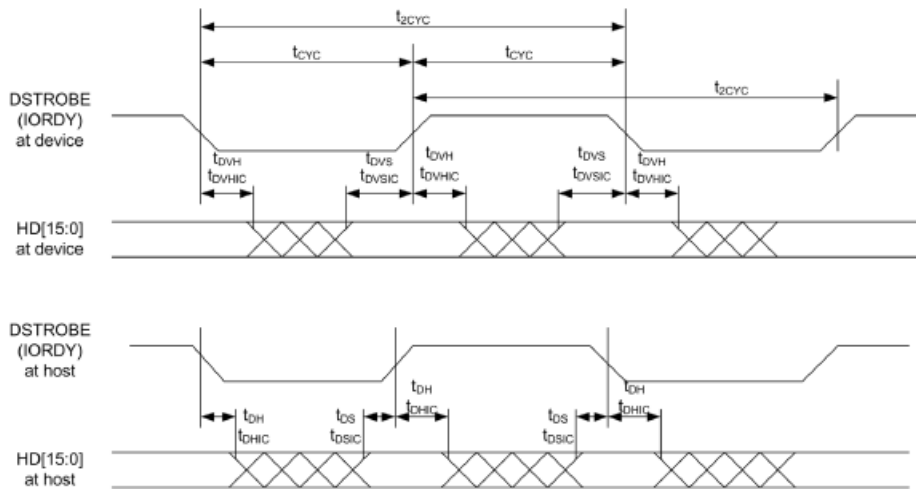 t2CYC
tCYC
tCYC
t2CYC
DSTROBE
(IORDY)
at device
tDVH
tDVHIC
tDVS
tDVSIC
tDVH
tDVHIC
tDVS
tDVSIC
tDVH
tDVHIC
HD[15:0]
at device
DSTROBE
(IORDY)
at host
tDH
tDHIC
tDS
tDSIC
tDH
tDHIC
tDS
tDSIC
tDH
tDHIC
HD[15:0]
at host